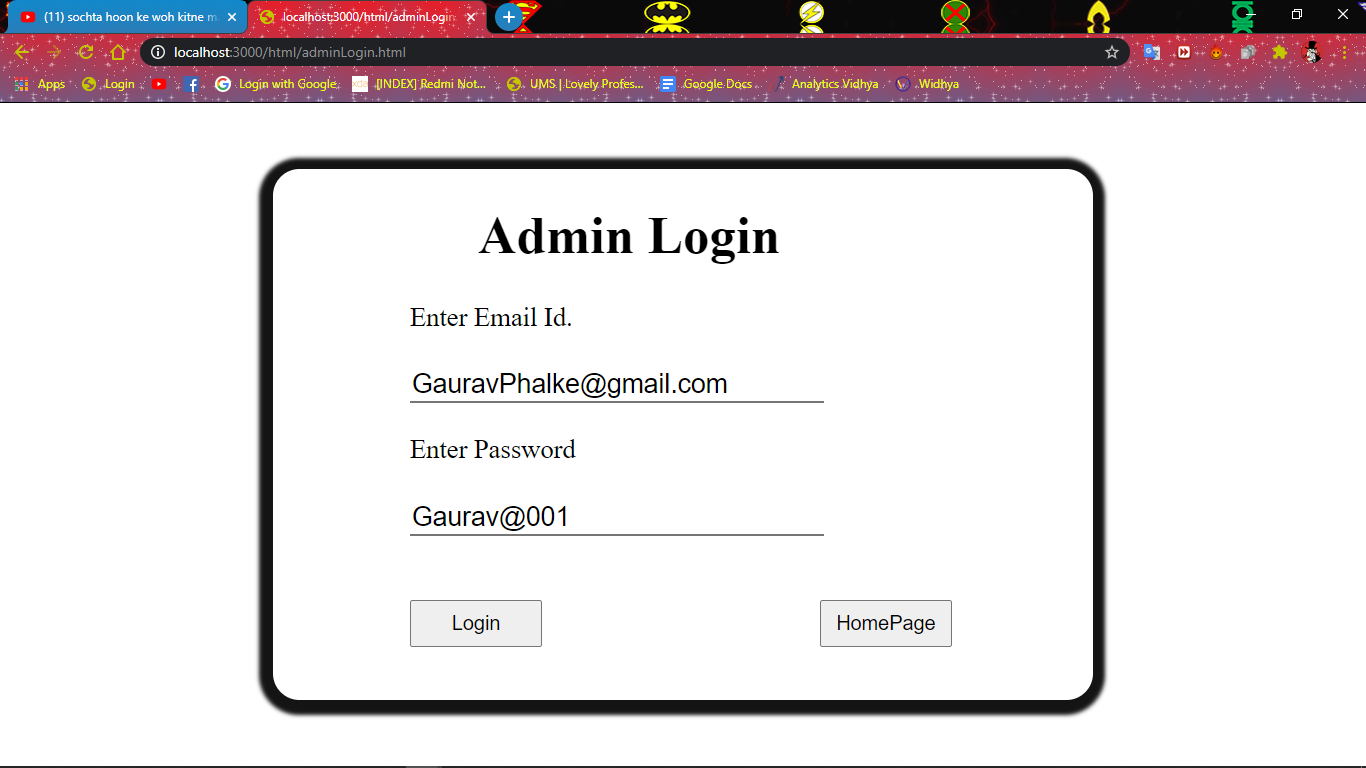 (11) sochta hoon ke woh kitne m
localhost:3000/html/adminLogin
localhost:3000/html/adminLogin.html
Apps Login Login with Google [INDEX] Redmi Not... UMS | Lovely Profes... Google Docs Analytics Vidhya Widhya
Admin Login
Enter Email Id.
GauravPhalke@gmail.com
Enter Password
Gaurav@001
Login HomePage